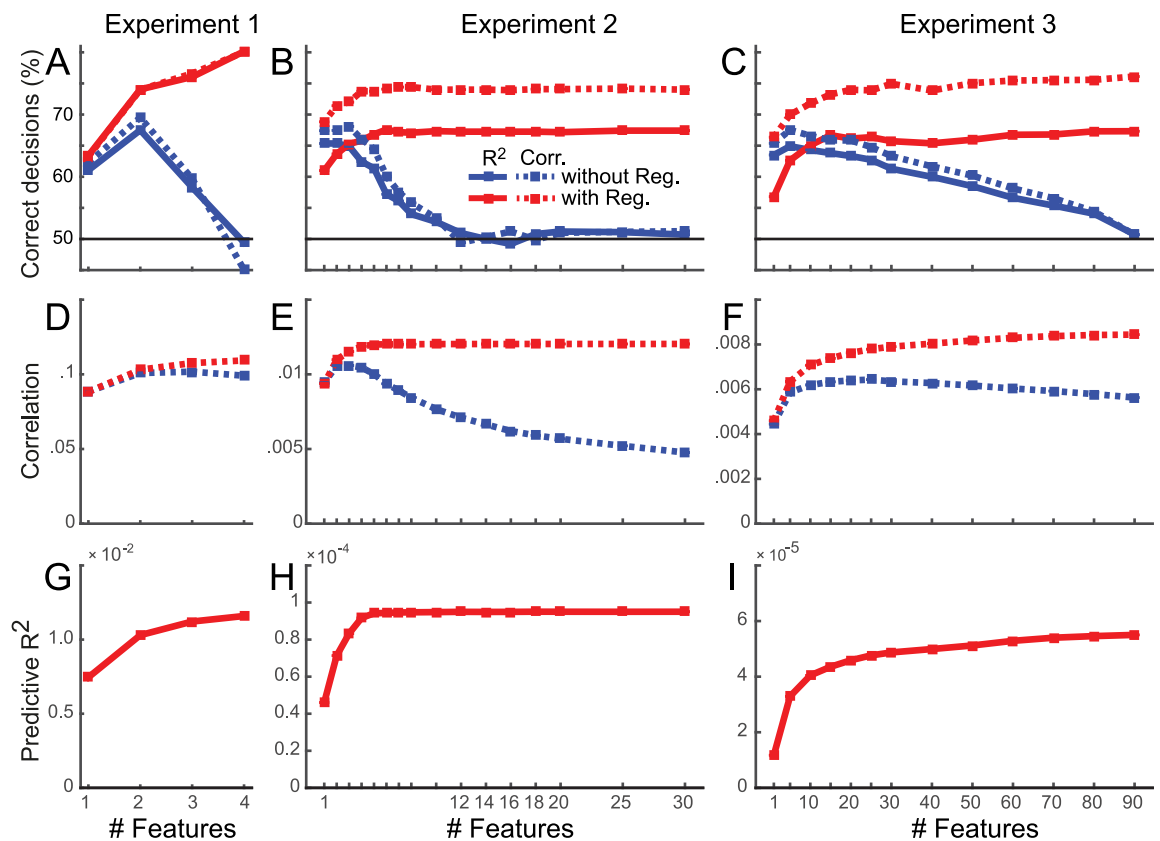 Experiment 1 Experiment 2 Experiment 3
A B C
Correct decisions (%)
70
60
50
R² Corr.
without Reg.
with Reg.
D E F
Correlation
.1
.05
0
.01
.005
0
.008
.006
.004
.002
0
G H I
× 10⁻² × 10⁻⁴ × 10⁻⁵
Predictive R²
1.0
0.5
0
1
0.8
0.6
0.4
0.2
0
6
4
2
0
1 2 3 4
1 12 14 16 18 20 25 30
1 10 20 30 40 50 60 70 80 90
# Features # Features # Features